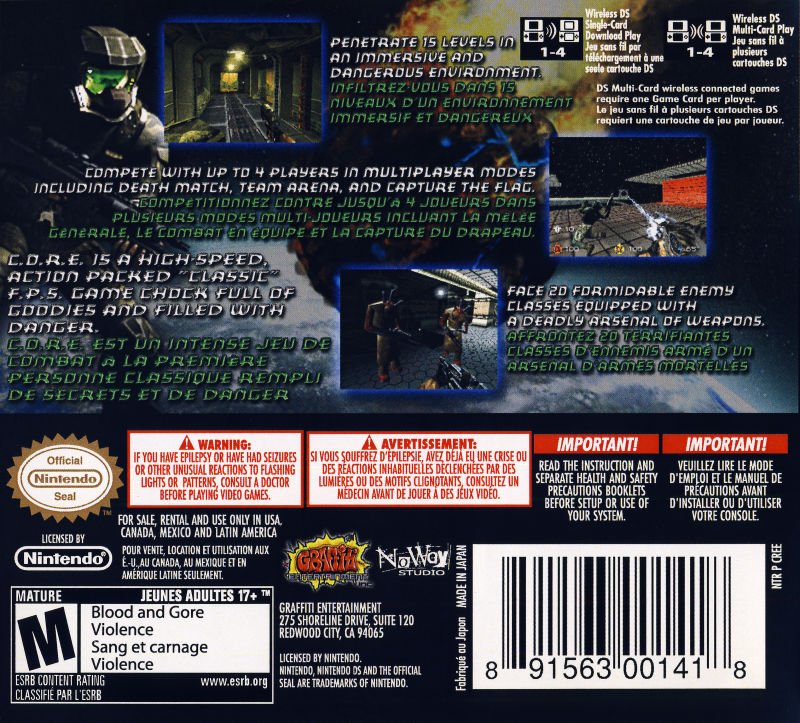 PENETRATE 15 LEVELS IN
AN IMMERSIVE AND
DANGEROUS ENVIRONMENT.
INFILTREZ-VOUS DANS 15
NIVEAUX D'UN ENVIRONNEMENT
IMMERSIF ET DANGEREUX
1-4
Wireless DS
Single-Card
Download Play
Jeu sans fil par
téléchargement à une
seule cartouche DS
1-4
Wireless DS
Multi-Card Play
Jeu sans fil à
plusieurs
cartouches DS
DS Multi-Card wireless connected games
require one Game Card per player.
Le jeu sans fil à plusieurs cartouches DS
requiert une cartouche de jeu par joueur.
COMPETE WITH UP TO 4 PLAYERS IN MULTIPLAYER MODES
INCLUDING DEATH MATCH, TEAM ARENA, AND CAPTURE THE FLAG.
COMPÉTITIONNEZ CONTRE JUSQU'À 4 JOUEURS DANS
PLUSIEURS MODES MULTI-JOUEURS INCLUANT LA MÊLÉE
GÉNÉRALE, LE COMBAT EN ÉQUIPE ET LA CAPTURE DU DRAPEAU.
C.O.R.E. IS A HIGH-SPEED,
ACTION PACKED "CLASSIC"
F.P.S. GAME CHOCK FULL OF
GOODIES AND FILLED WITH
DANGER.
C.O.R.E. EST UN INTENSE JEU DE
COMBAT À LA PREMIÈRE
PERSONNE CLASSIQUE REMPLI
DE SECRETS ET DE DANGER
FACE 20 FORMIDABLE ENEMY
CLASSES EQUIPPED WITH
A DEADLY ARSENAL OF WEAPONS.
AFFRONTEZ 20 TERRIFIANTES
CLASSES D'ENNEMIS ARMÉ D'UN
ARSENAL D'ARMES MORTELLES
Official
Nintendo
Seal
LICENSED BY
Nintendo
WARNING:
IF YOU HAVE EPILEPSY OR HAVE HAD SEIZURES
OR OTHER UNUSUAL REACTIONS TO FLASHING
LIGHTS OR PATTERNS, CONSULT A DOCTOR
BEFORE PLAYING VIDEO GAMES.
AVERTISSEMENT:
SI VOUS SOUFFREZ D'ÉPILEPSIE, AVEZ DÉJÀ EU UNE CRISE OU
DES RÉACTIONS INHABITUELLES DÉCLENCHÉES PAR DES
LUMIÈRES OU DES MOTIFS CLIGNOTANTS, CONSULTEZ UN
MÉDECIN AVANT DE JOUER À DES JEUX VIDÉO.
IMPORTANT!
READ THE INSTRUCTION AND
SEPARATE HEALTH AND SAFETY
PRECAUTIONS BOOKLETS
BEFORE SETUP OR USE OF
YOUR SYSTEM.
IMPORTANT!
VEUILLEZ LIRE LE MODE
D'EMPLOI ET LE MANUEL DE
PRÉCAUTIONS AVANT
D'INSTALLER OU D'UTILISER
VOTRE CONSOLE.
FOR SALE, RENTAL AND USE ONLY IN USA,
CANADA, MEXICO AND LATIN AMERICA
POUR VENTE, LOCATION ET UTILISATION AUX
É.-U., AU CANADA, AU MEXIQUE ET EN
AMÉRIQUE LATINE SEULEMENT.
MATURE JEUNES ADULTES 17+ ™
M
Blood and Gore
Violence
Sang et carnage
Violence
ESRB CONTENT RATING www.esrb.org
CLASSIFIÉ PAR L'ESRB
GRAFFITI
ENTERTAINMENT
NoWay
STUDIO
GRAFFITI ENTERTAINMENT
275 SHORELINE DRIVE, SUITE 120
REDWOOD CITY, CA 94065
LICENSED BY NINTENDO.
NINTENDO, NINTENDO DS AND THE OFFICIAL
SEAL ARE TRADEMARKS OF NINTENDO.
MADE IN JAPAN
Fabriqué au Japon
8 91563 00141 8